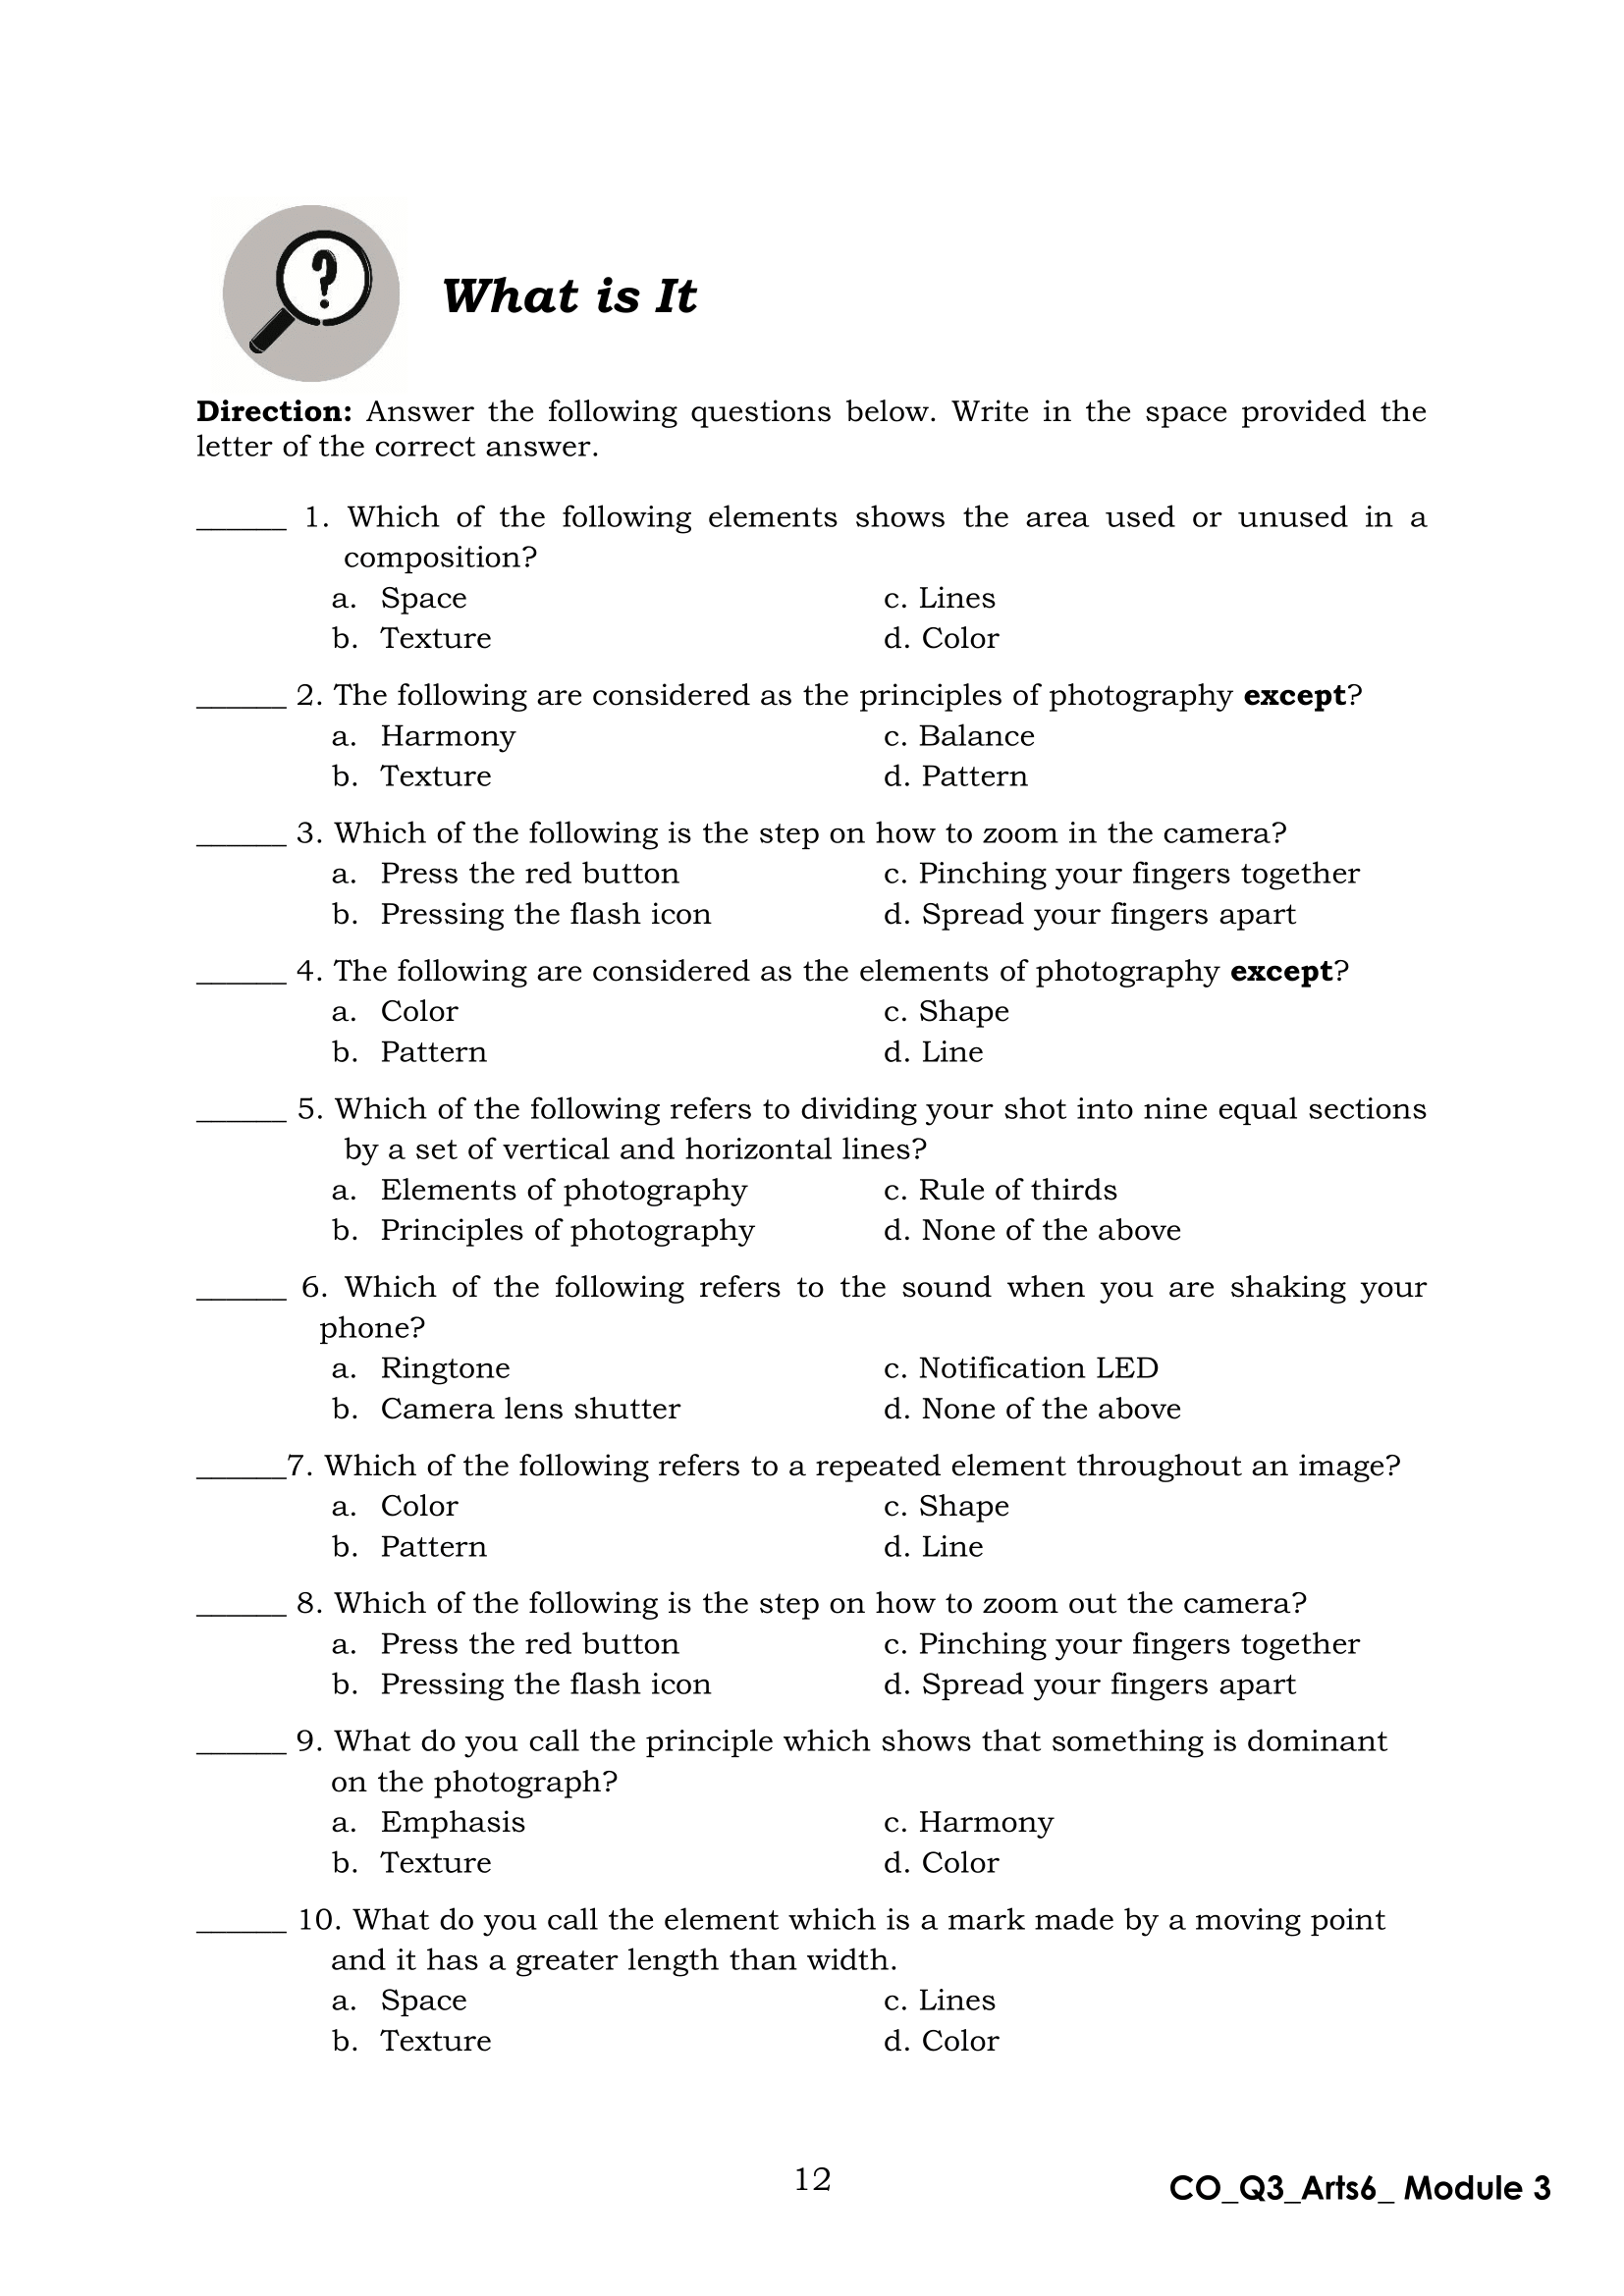 What is It
Direction: Answer the following questions below. Write in the space provided the
letter of the correct answer.
______ 1. Which of the following elements shows the area used or unused in a
composition?
a. Space c. Lines
b. Texture d. Color
______ 2. The following are considered as the principles of photography except?
a. Harmony c. Balance
b. Texture d. Pattern
______ 3. Which of the following is the step on how to zoom in the camera?
a. Press the red button c. Pinching your fingers together
b. Pressing the flash icon d. Spread your fingers apart
______ 4. The following are considered as the elements of photography except?
a. Color c. Shape
b. Pattern d. Line
______ 5. Which of the following refers to dividing your shot into nine equal sections
by a set of vertical and horizontal lines?
a. Elements of photography c. Rule of thirds
b. Principles of photography d. None of the above
______ 6. Which of the following refers to the sound when you are shaking your
phone?
a. Ringtone c. Notification LED
b. Camera lens shutter d. None of the above
______7. Which of the following refers to a repeated element throughout an image?
a. Color c. Shape
b. Pattern d. Line
______ 8. Which of the following is the step on how to zoom out the camera?
a. Press the red button c. Pinching your fingers together
b. Pressing the flash icon d. Spread your fingers apart
______ 9. What do you call the principle which shows that something is dominant
on the photograph?
a. Emphasis c. Harmony
b. Texture d. Color
______ 10. What do you call the element which is a mark made by a moving point
and it has a greater length than width.
a. Space c. Lines
b. Texture d. Color
12
CO_Q3_Arts6_ Module 3